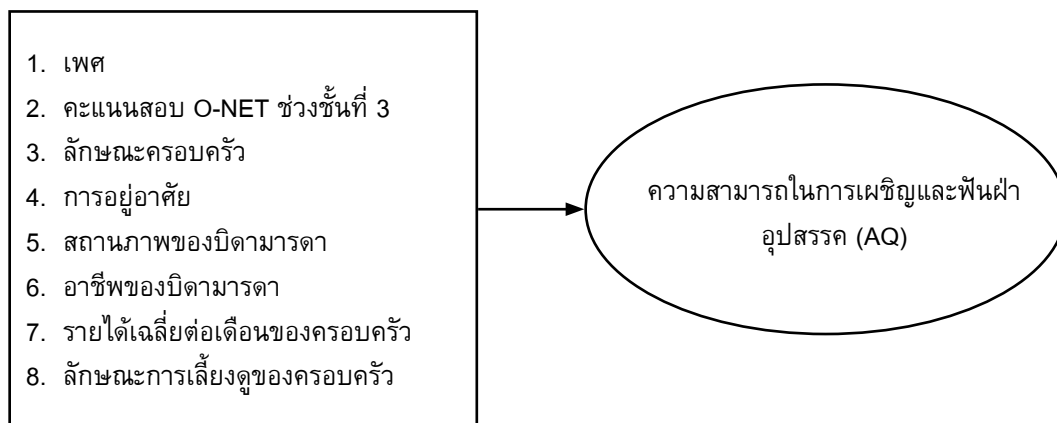 1. เพศ
2. คะแนนสอบ O-NET ช่วงชั้นที่ 3
3. ลักษณะครอบครัว
4. การอยู่อาศัย
5. สถานภาพของบิดามารดา
6. อาชีพของบิดามารดา
7. รายได้เฉลี่ยต่อเดือนของครอบครัว
8. ลักษณะการเลี้ยงดูของครอบครัว
ความสามารถในการเผชิญและฟันฝ่า
อุปสรรค (AQ)